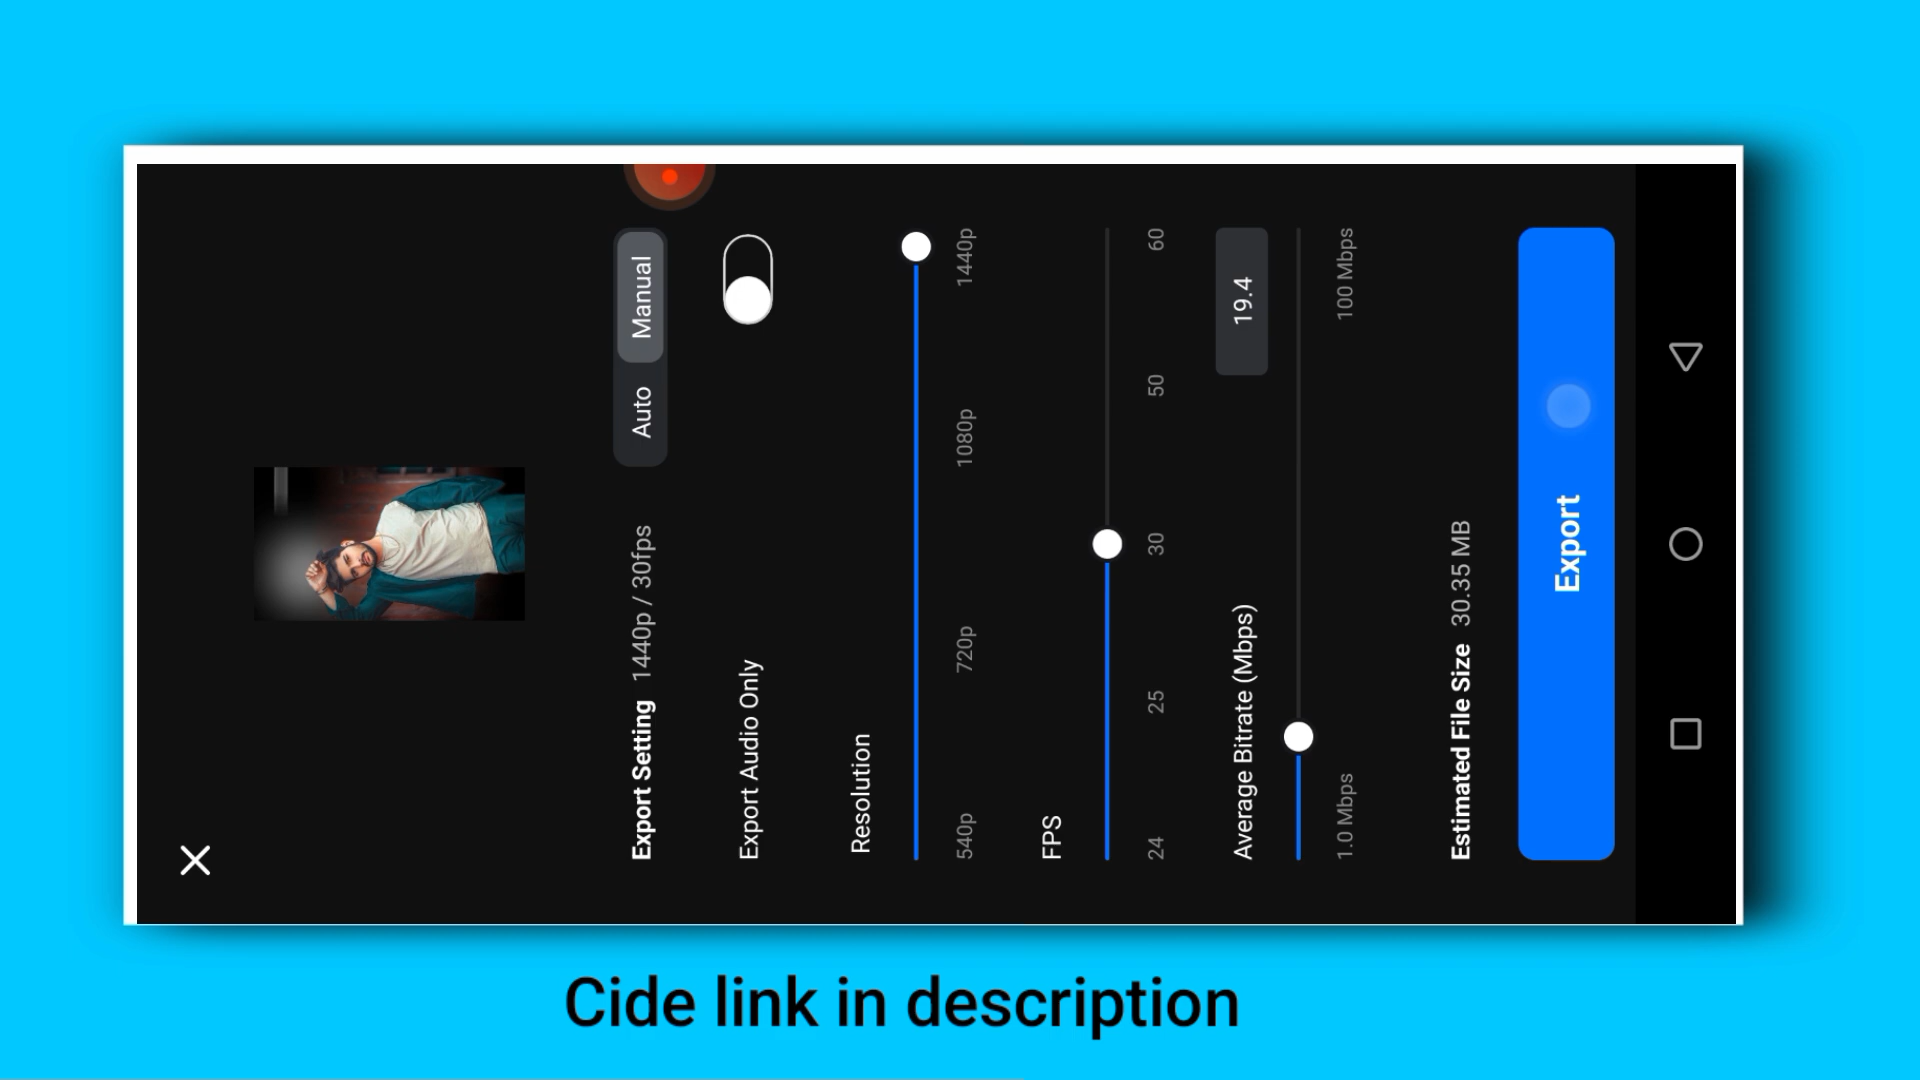 Export Setting 1440p / 30fps Auto Manual
Export Audio Only
Resolution
540p 720p 1080p 1440p
FPS
24 25 30 50 60
Average Bitrate (Mbps) 19.4
1.0 Mbps 100 Mbps
Estimated File Size 30.35 MB
Export
Cide link in description